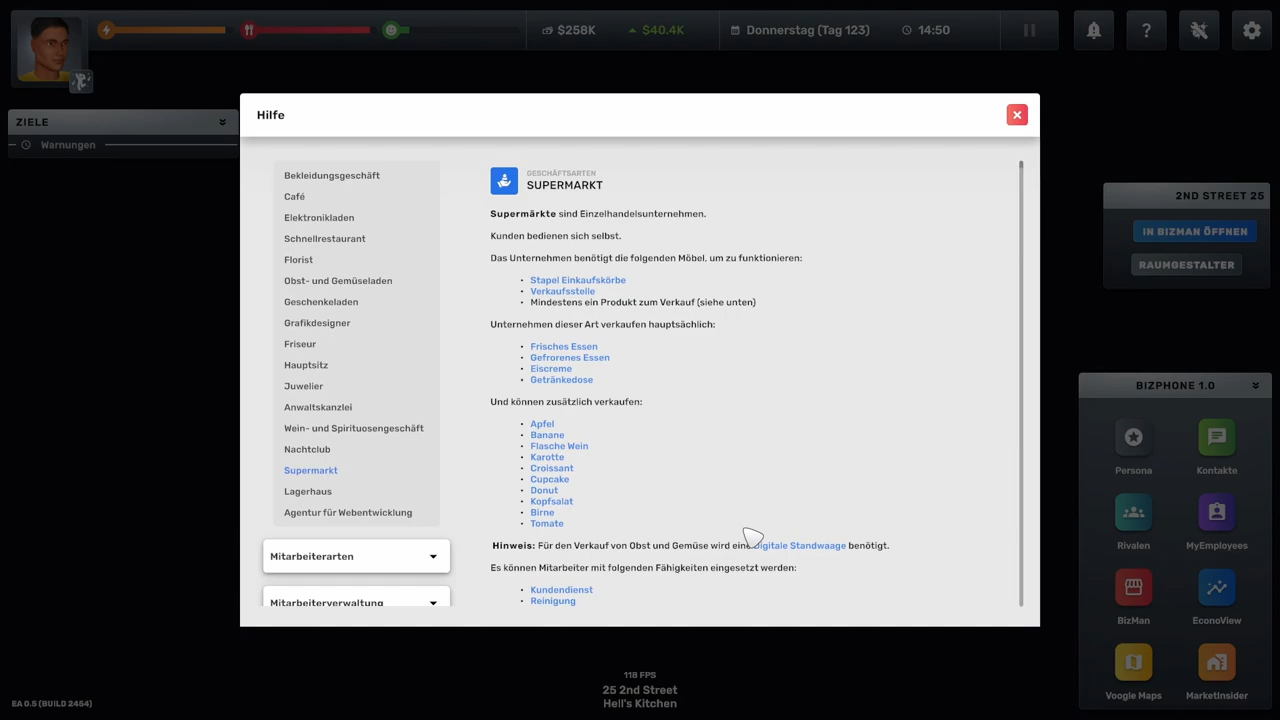 $258K
$40.4K
Donnerstag (Tag 123)
14:50
?
ZIELE
Warnungen
Hilfe
Bekleidungsgeschäft
Café
Elektronikladen
Schnellrestaurant
Florist
Obst- und Gemüseladen
Geschenkeladen
Grafikdesigner
Friseur
Hauptsitz
Juwelier
Anwaltskanzlei
Wein- und Spirituosengeschäft
Nachtclub
Supermarkt
Lagerhaus
Agentur für Webentwicklung
Mitarbeiterarten
Mitarbeiterverwaltung
GESCHÄFTSARTEN
SUPERMARKT
Supermärkte sind Einzelhandelsunternehmen.
Kunden bedienen sich selbst.
Das Unternehmen benötigt die folgenden Möbel, um zu funktionieren:
• Stapel Einkaufskörbe
• Verkaufsstelle
• Mindestens ein Produkt zum Verkauf (siehe unten)
Unternehmen dieser Art verkaufen hauptsächlich:
• Frisches Essen
• Gefrorenes Essen
• Eiscreme
• Getränkedose
Und können zusätzlich verkaufen:
• Apfel
• Banane
• Flasche Wein
• Karotte
• Croissant
• Cupcake
• Donut
• Kopfsalat
• Birne
• Tomate
Hinweis: Für den Verkauf von Obst und Gemüse wird eine Digitale Standwaage benötigt.
Es können Mitarbeiter mit folgenden Fähigkeiten eingesetzt werden:
• Kundendienst
• Reinigung
2ND STREET 25
IN BIZMAN ÖFFNEN
RAUMGESTALTER
BIZPHONE 1.0
Persona
Kontakte
Rivalen
MyEmployees
BizMan
EconoView
Voogle Maps
MarketInsider
118 FPS
25 2nd Street
Hell's Kitchen
EA 0.5 (BUILD 2454)